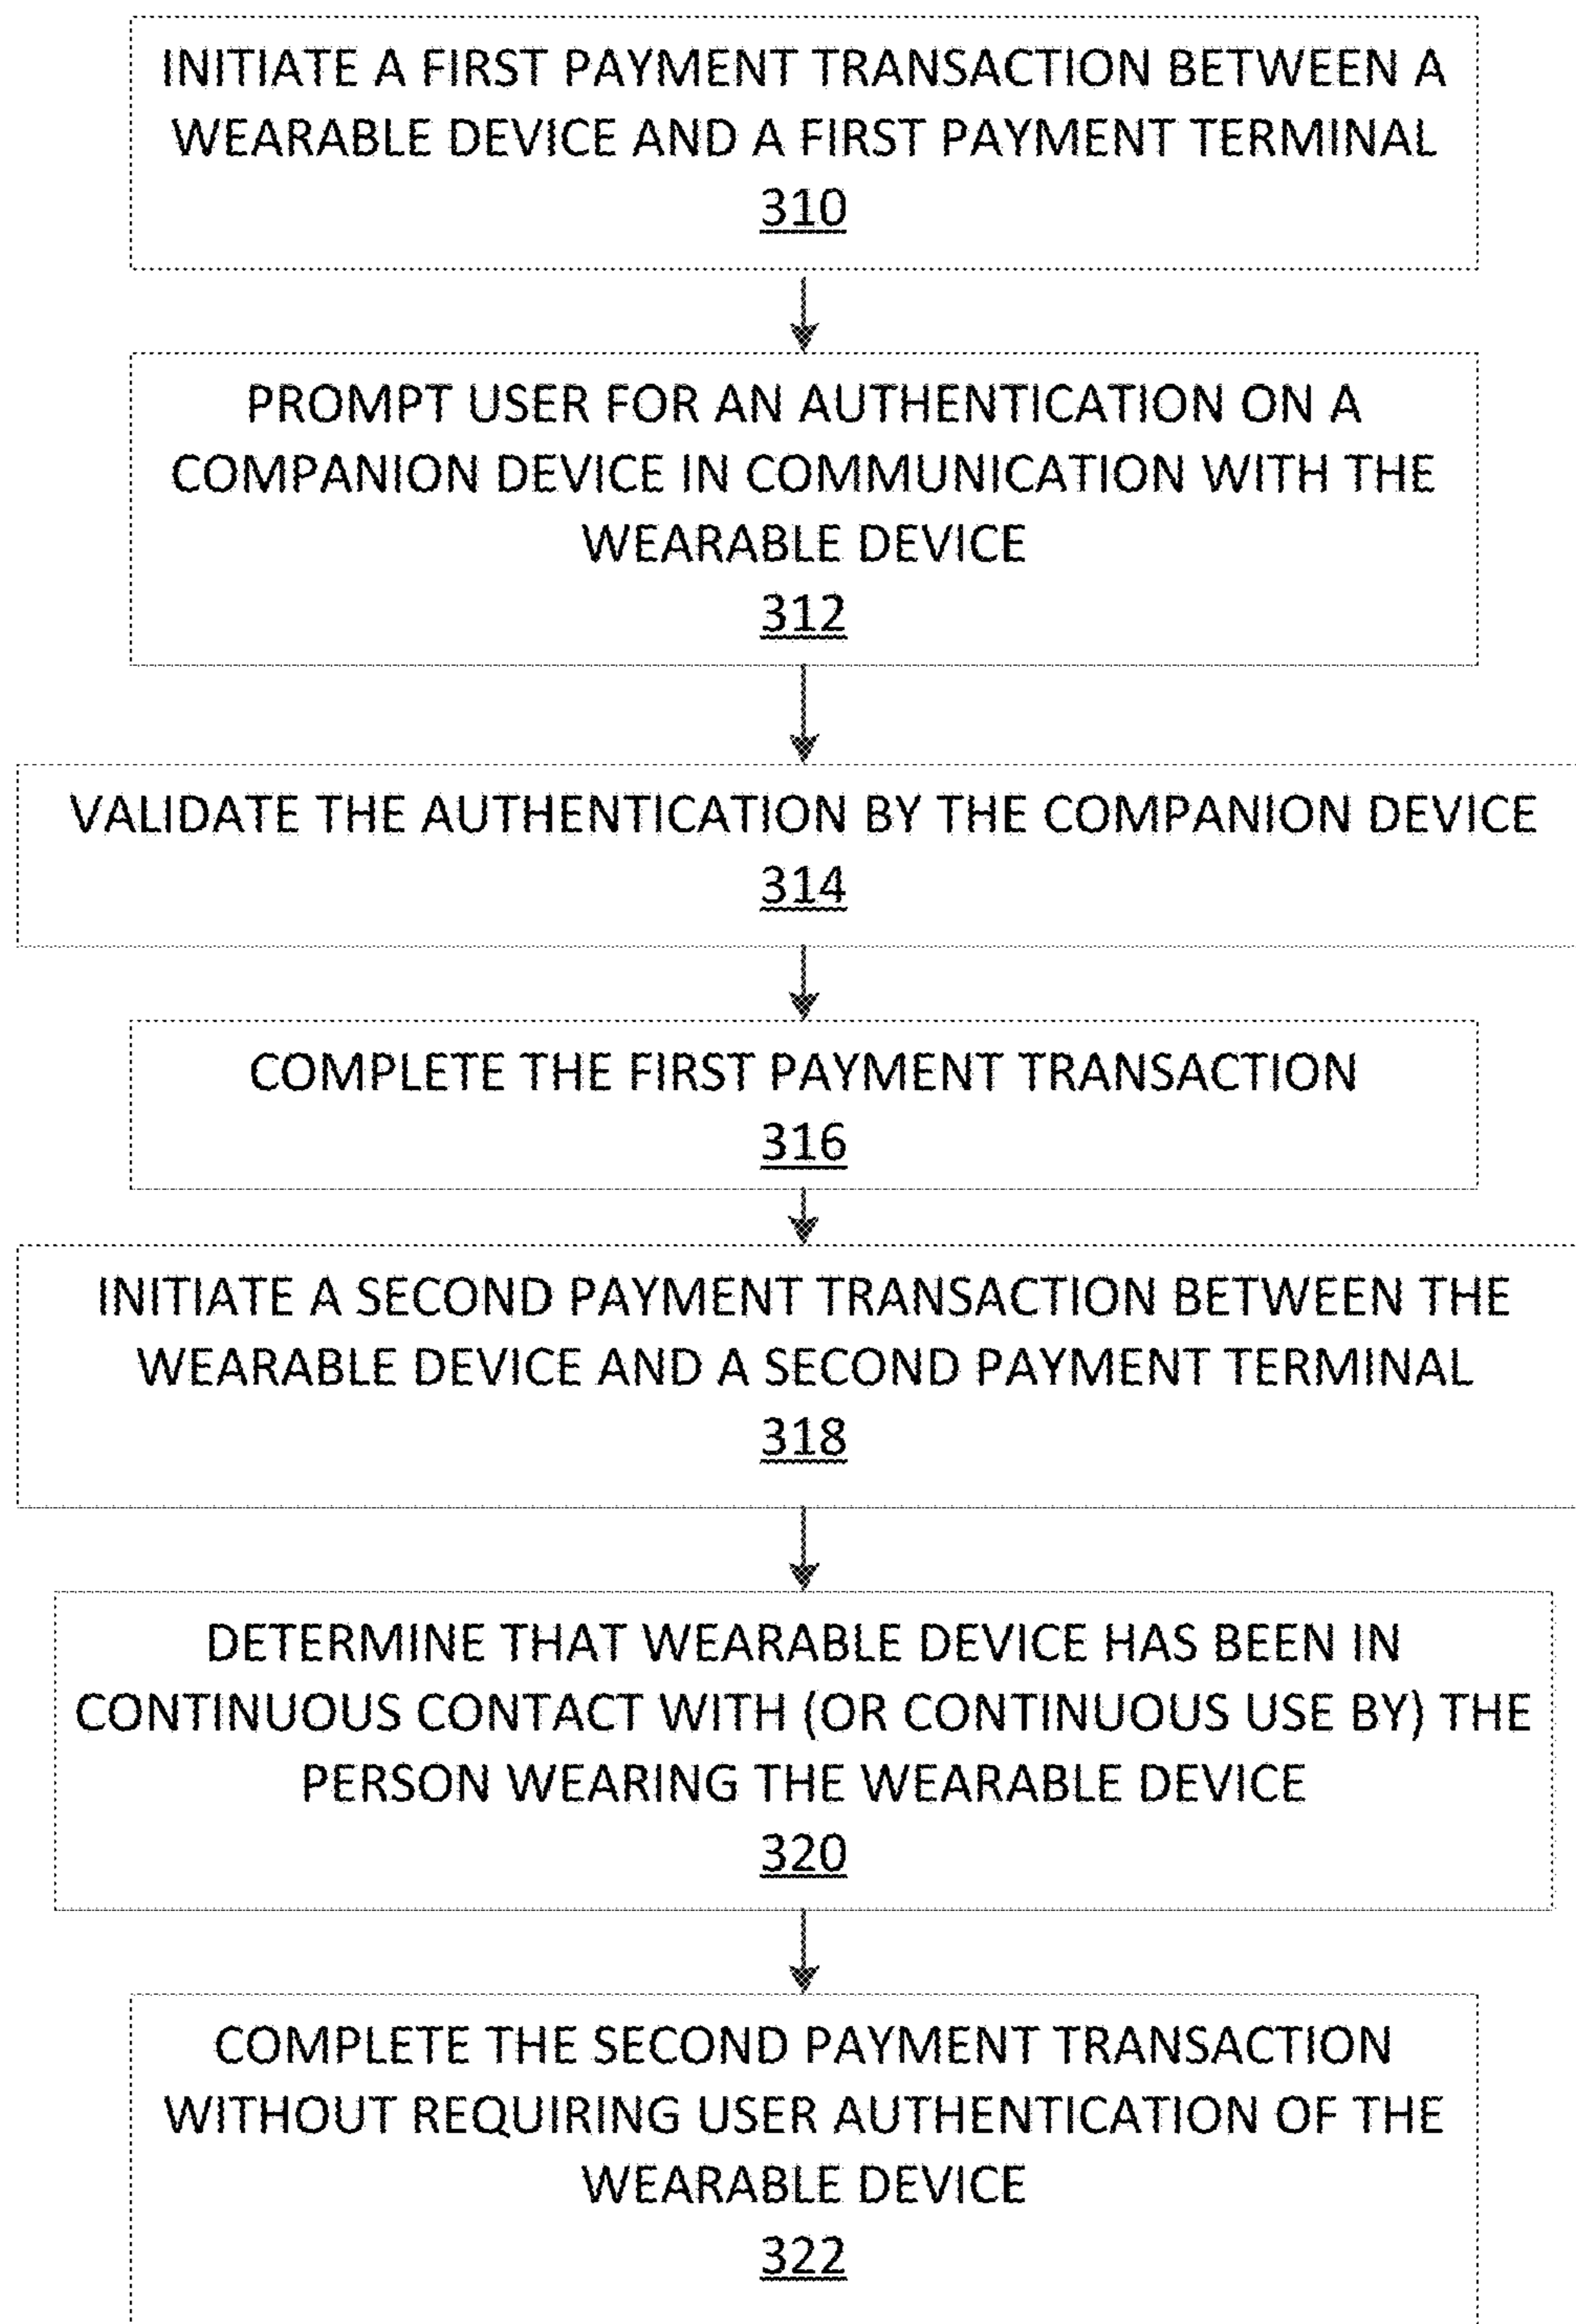 INITIATE A FIRST PAYMENT TRANSACTION BETWEEN A
WEARABLE DEVICE AND A FIRST PAYMENT TERMINAL
310
PROMPT USER FOR AN AUTHENTICATION ON A
COMPANION DEVICE IN COMMUNICATION WITH THE
WEARABLE DEVICE
312
VALIDATE THE AUTHENTICATION BY THE COMPANION DEVICE
314
COMPLETE THE FIRST PAYMENT TRANSACTION
316
INITIATE A SECOND PAYMENT TRANSACTION BETWEEN THE
WEARABLE DEVICE AND A SECOND PAYMENT TERMINAL
318
DETERMINE THAT WEARABLE DEVICE HAS BEEN IN
CONTINUOUS CONTACT WITH (OR CONTINUOUS USE BY) THE
PERSON WEARING THE WEARABLE DEVICE
320
COMPLETE THE SECOND PAYMENT TRANSACTION
WITHOUT REQUIRING USER AUTHENTICATION OF THE
WEARABLE DEVICE
322